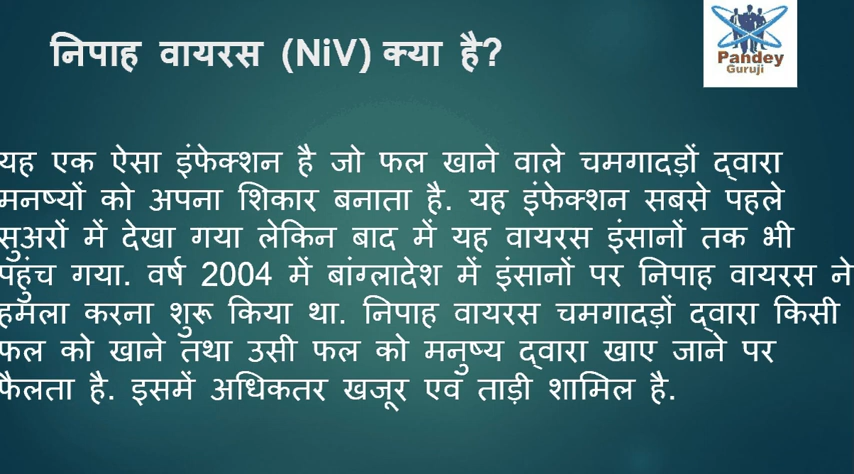 निपाह वायरस (NiV) क्या है?
Pandey
Guruji
यह एक ऐसा इंफेक्शन है जो फल खाने वाले चमगादड़ों द्वारा
मनष्यों को अपना शिकार बनाता है. यह इंफेक्शन सबसे पहले
सुअरों में देखा गया लेकिन बाद में यह वायरस इंसानों तक भी
पहुंच गया. वर्ष 2004 में बांग्लादेश में इंसानों पर निपाह वायरस ने
हमला करना शुरू किया था. निपाह वायरस चमगादड़ों द्वारा किसी
फल को खाने तथा उसी फल को मनुष्य द्वारा खाए जाने पर
फैलता है. इसमें अधिकतर खजूर एवं ताड़ी शामिल है.